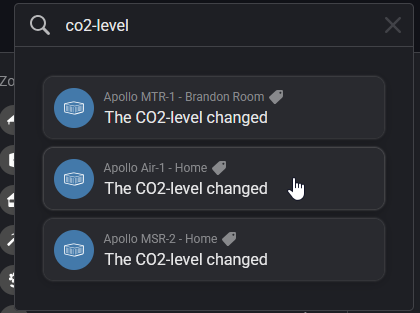 co2-level
Zo
Apollo MTR-1 - Brandon Room
The CO2-level changed
Apollo Air-1 - Home
The CO2-level changed
Apollo MSR-2 - Home
The CO2-level changed